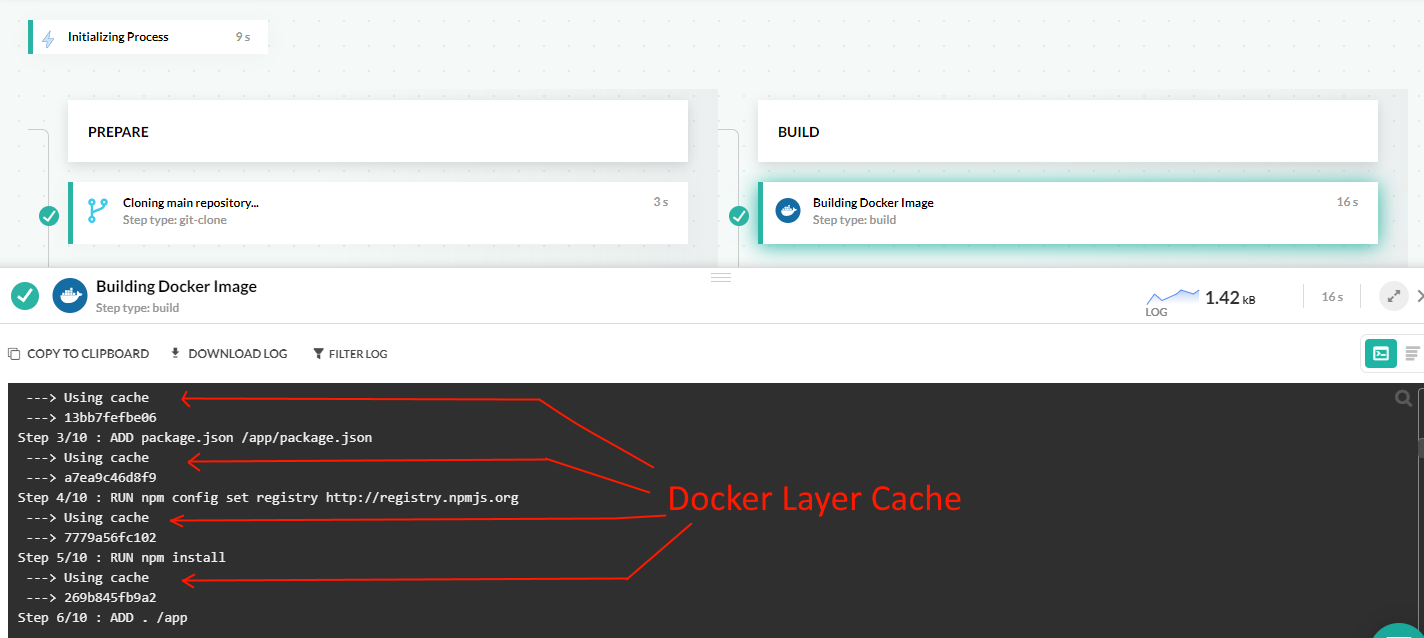 Initializing Process 9 s
PREPARE
BUILD
Cloning main repository... 3 s
Step type: git-clone
Building Docker Image 16 s
Step type: build
Building Docker Image
Step type: build
LOG 1.42 kB 16 s
COPY TO CLIPBOARD DOWNLOAD LOG FILTER LOG
---> Using cache
---> 13bb7fefbe06
Step 3/10 : ADD package.json /app/package.json
---> Using cache
---> a7ea9c46d8f9
Step 4/10 : RUN npm config set registry http://registry.npmjs.org
---> Using cache
---> 7779a56fc102
Step 5/10 : RUN npm install
---> Using cache
---> 269b845fb9a2
Step 6/10 : ADD . /app
Docker Layer Cache